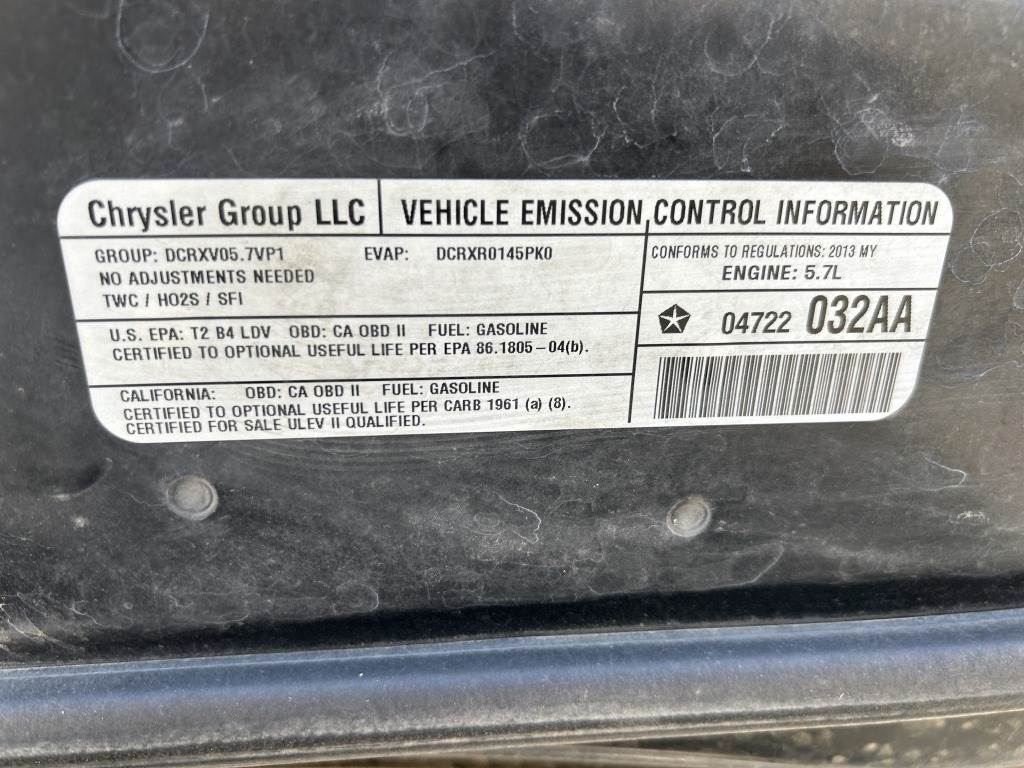 Chrysler Group LLC
VEHICLE EMISSION CONTROL INFORMATION
GROUP: DCRXV05.7VP1 EVAP: DCRXR0145PK0
NO ADJUSTMENTS NEEDED
TWC / HO2S / SFI
CONFORMS TO REGULATIONS: 2013 MY
ENGINE: 5.7L
U.S. EPA: T2 B4 LDV OBD: CA OBD II FUEL: GASOLINE
CERTIFIED TO OPTIONAL USEFUL LIFE PER EPA 86.1805-04(b).
04722 032AA
CALIFORNIA: OBD: CA OBD II FUEL: GASOLINE
CERTIFIED TO OPTIONAL USEFUL LIFE PER CARB 1961 (a) (8).
CERTIFIED FOR SALE ULEV II QUALIFIED.